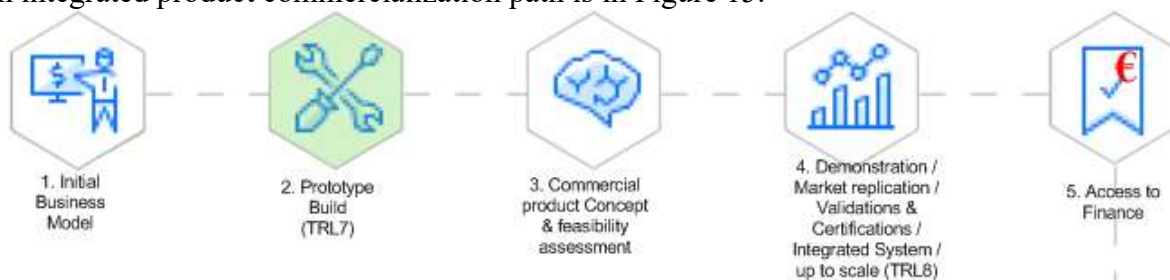 integrated product commercialization path is in Figure
$
€
1. Initial
Business
Model
2. Prototype
Build
(TRL7)
3. Commercial
product Concept
& feasibility
assessment
4. Demonstration /
Market replication /
Validations &
Certifications /
Integrated System /
up to scale (TRL8)
5. Access to
Finance